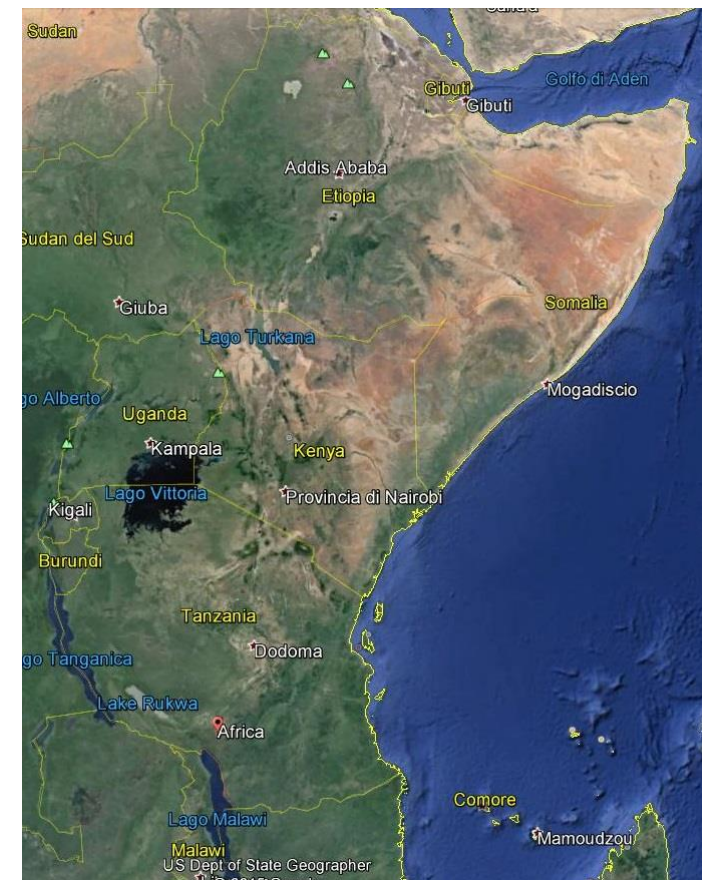 Sudan
Golfo di Aden
Gibuti
Gibuti
Addis Ababa
Etiopia
Sudan del Sud
Giuba
Somalia
Lago Turkana
Mogadiscio
go Alberto
Uganda
Kampala
Kenya
Lago Vittoria
Provincia di Nairobi
Kigali
Burundi
Tanzania
Dodoma
go Tanganica
Lake Rukwa
Africa
Comore
Lago Malawi
Mamoudzou
Malawi
US Dept of State Geographer